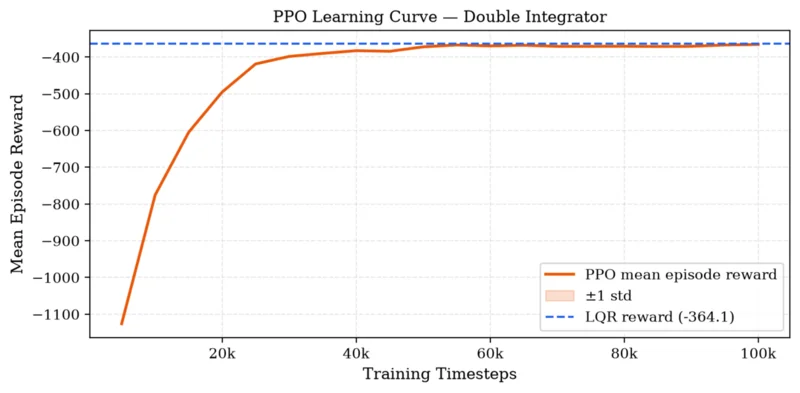 PPO Learning Curve — Double Integrator
Mean Episode Reward
−400
−500
−600
−700
−800
−900
−1000
−1100
PPO mean episode reward
±1 std
LQR reward (-364.1)
20k
40k
60k
80k
100k
Training Timesteps